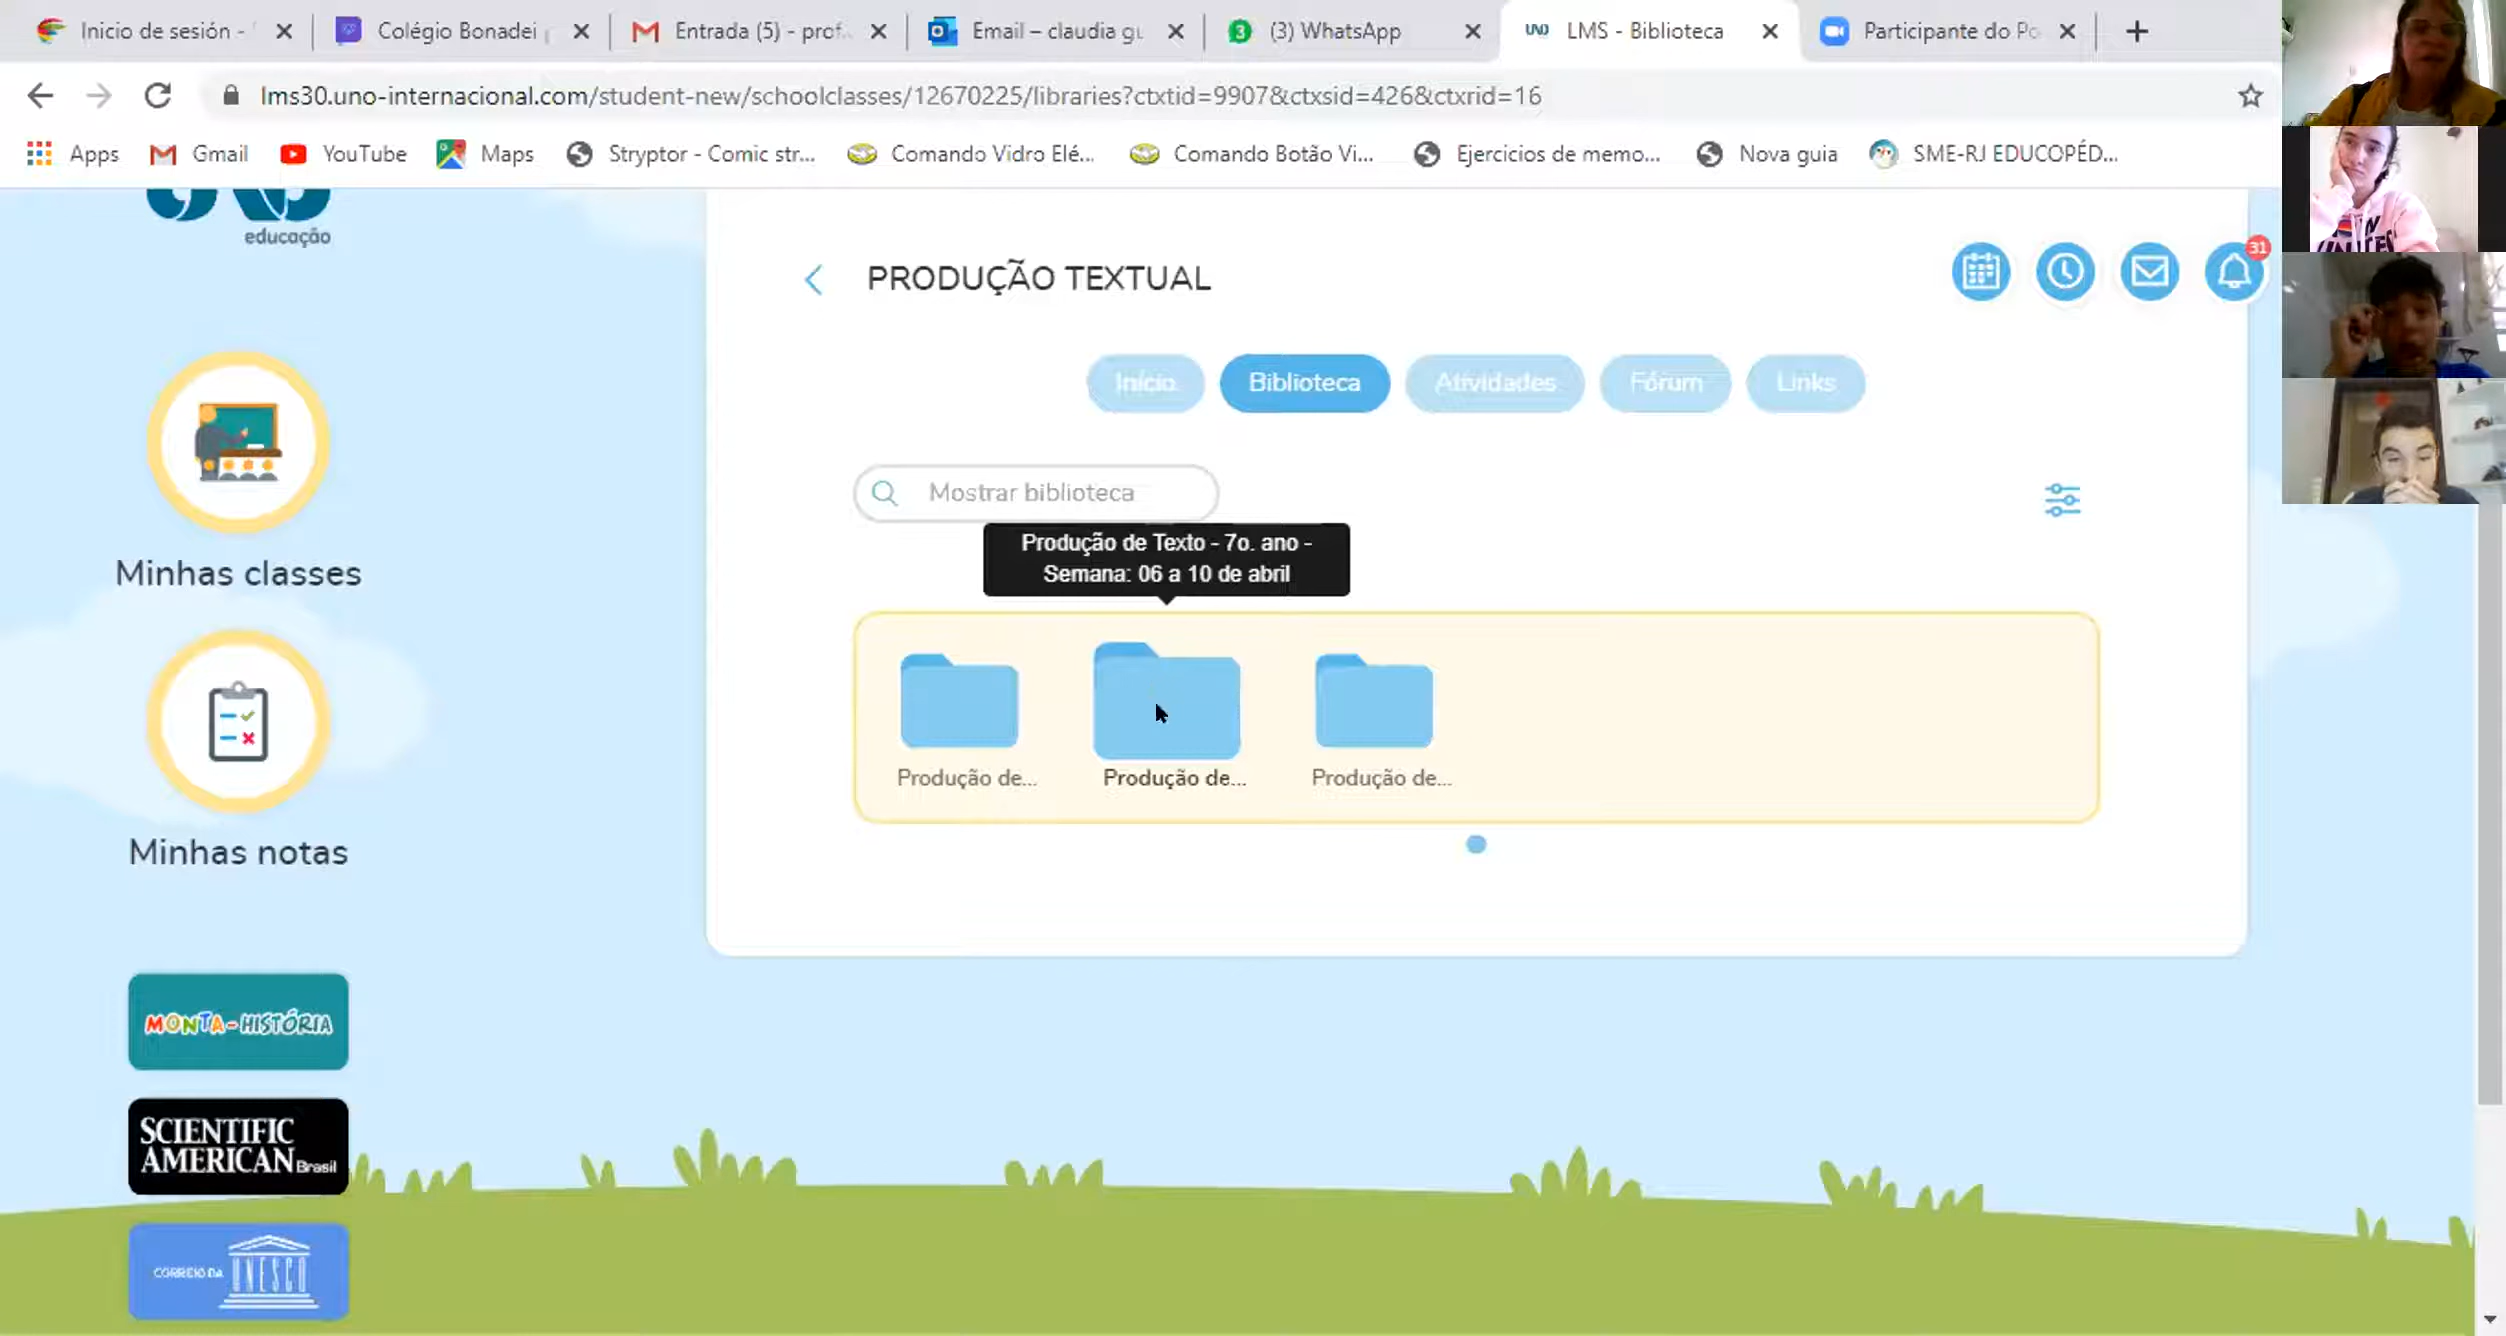 Inicio de sesión -
Colégio Bonadei
Entrada (5) - prof.
Email – claudia gu
3
(3) WhatsApp
UNO
LMS - Biblioteca
Participante do Po
lms30.uno-internacional.com/student-new/schoolclasses/12670225/libraries?ctxtid=9907&ctxsid=426&ctxrid=16
Apps
Gmail
YouTube
Maps
Stryptor - Comic str...
Comando Vidro Elé...
Comando Botão Vi...
Ejercicios de memo...
Nova guia
SME-RJ EDUCOPÉD...
educação
PRODUÇÃO TEXTUAL
31
Início
Biblioteca
Atividades
Fórum
Links
Mostrar biblioteca
Produção de Texto - 7o. ano -
Semana: 06 a 10 de abril
Produção de...
Produção de...
Produção de...
Minhas classes
Minhas notas
MONTA-HISTÓRIA
SCIENTIFIC
AMERICAN Brasil
CORREIO DA
UNESCO